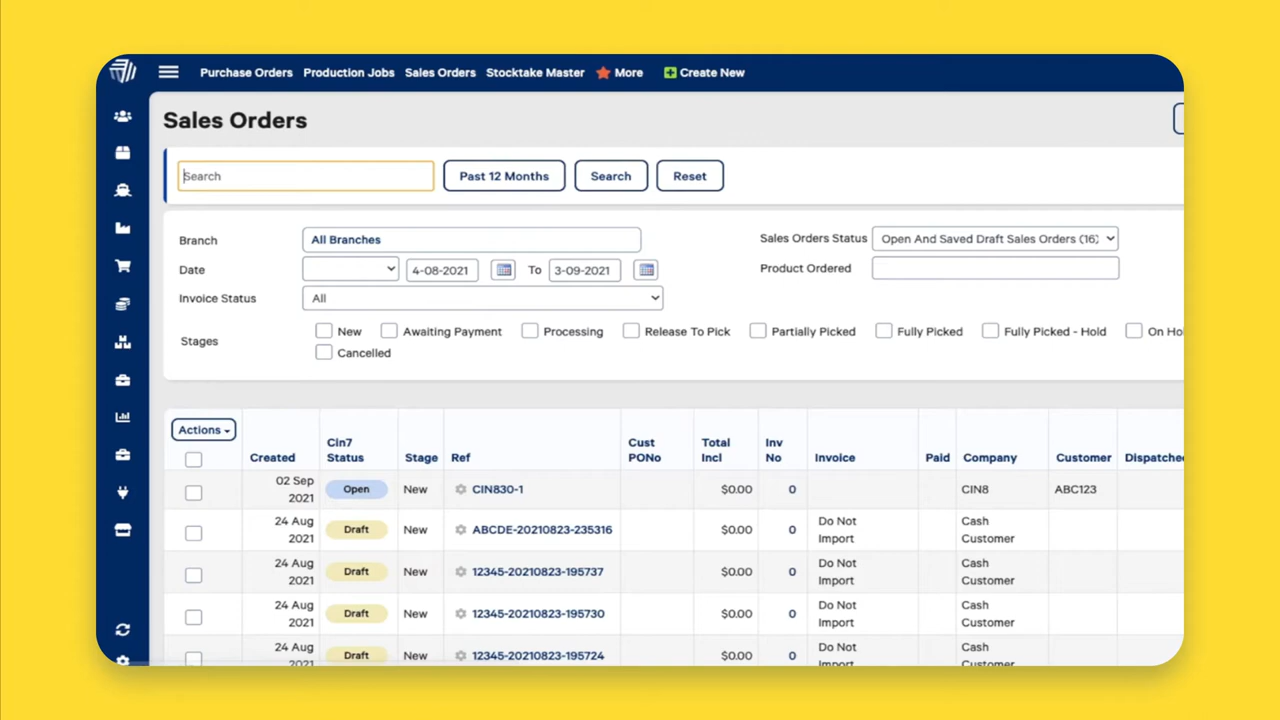 Purchase Orders Production Jobs Sales Orders Stocktake Master More Create New
Sales Orders
Search Past 12 Months Search Reset
Branch All Branches Sales Orders Status Open And Saved Draft Sales Orders (16)
Date 4-08-2021 To 3-09-2021 Product Ordered
Invoice Status All
Stages New Awaiting Payment Processing Release To Pick Partially Picked Fully Picked Fully Picked - Hold On Hol
Cancelled
Actions
Created Cin7 Status Stage Ref Cust PONo Total Incl Inv No Invoice Paid Company Customer Dispatched
02 Sep 2021 Open New CIN830-1 $0.00 0 CIN8 ABC123
24 Aug 2021 Draft New ABCDE-20210823-235316 $0.00 0 Do Not Import Cash Customer
24 Aug 2021 Draft New 12345-20210823-195737 $0.00 0 Do Not Import Cash Customer
24 Aug 2021 Draft New 12345-20210823-195730 $0.00 0 Do Not Import Cash Customer
24 Aug 2021 Draft New 12345-20210823-195724 $0.00 0 Do Not Import Cash Customer